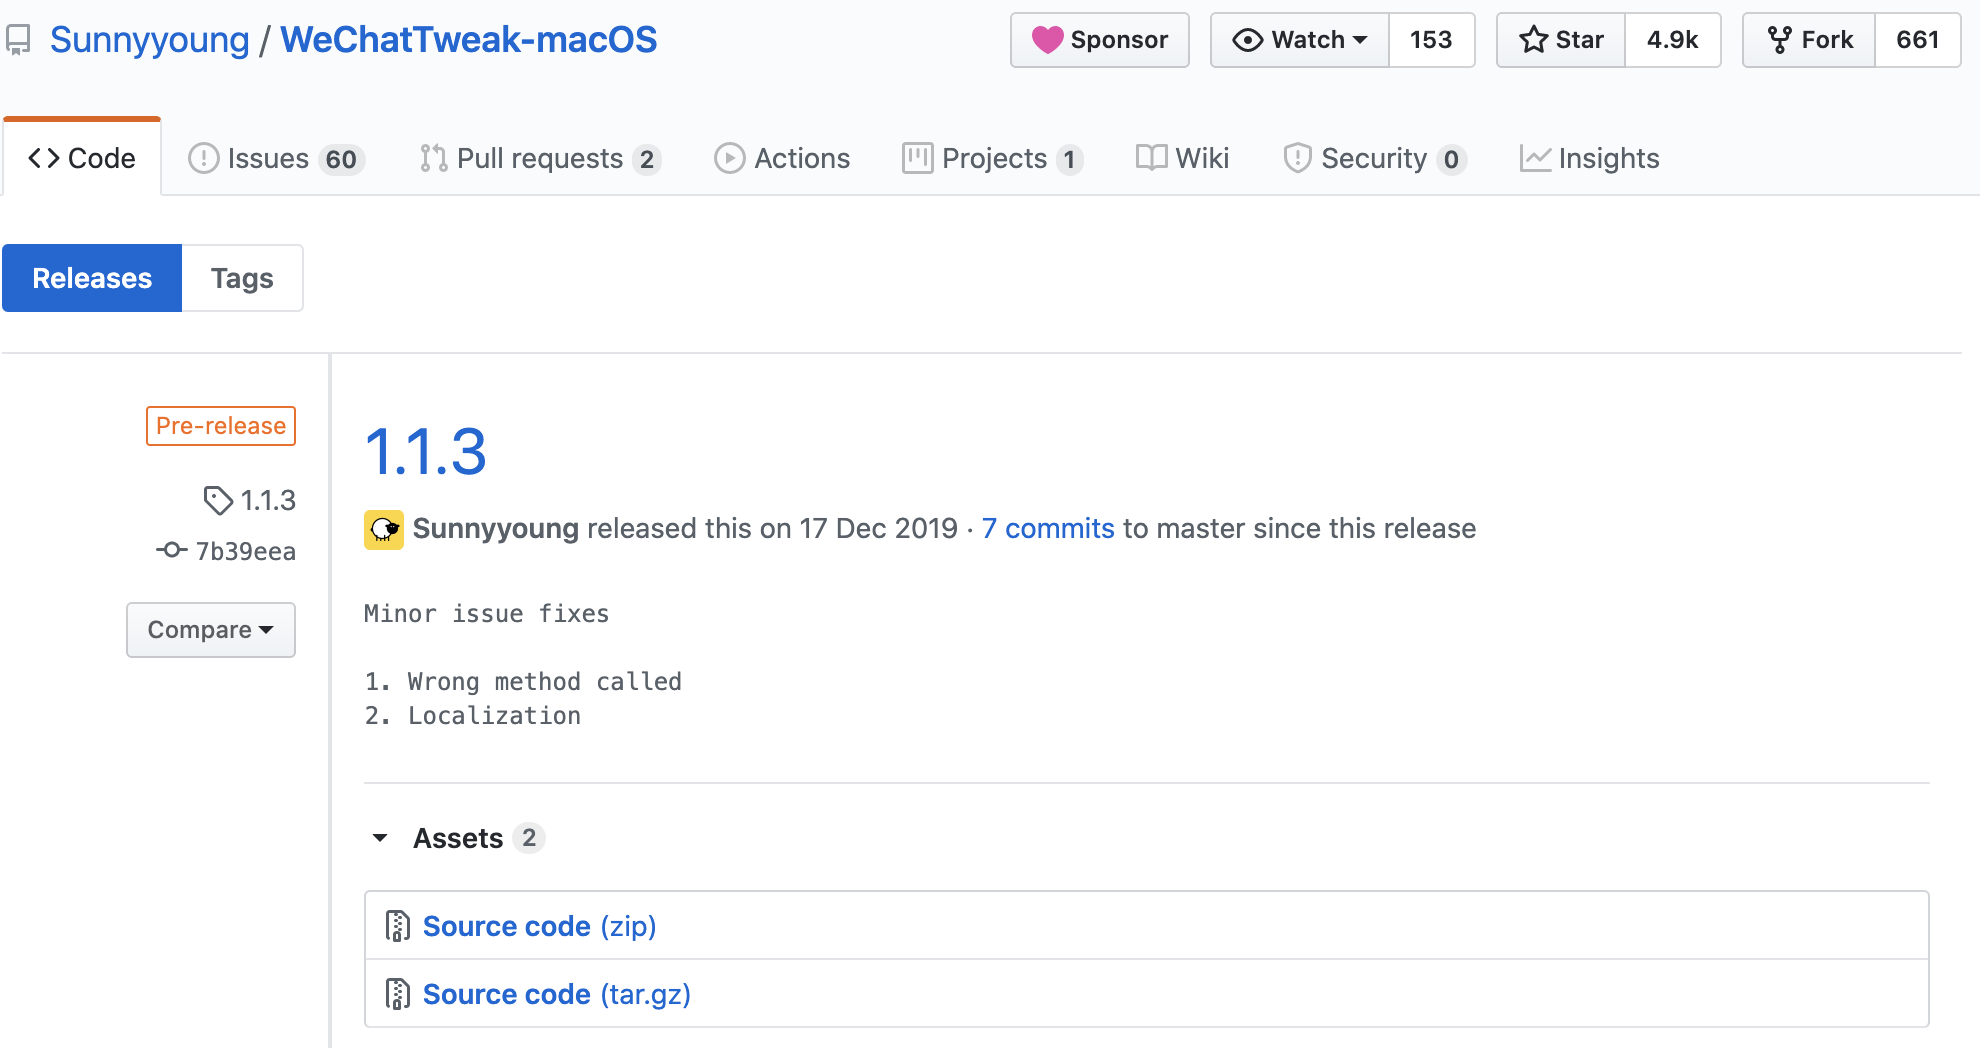 Sunnyyoung / WeChatTweak-macOS Sponsor Watch 153 Star 4.9k Fork 661
Code Issues 60 Pull requests 2 Actions Projects 1 Wiki Security 0 Insights
Releases Tags
Pre-release
1.1.3
7b39eea
Compare
1.1.3
Sunnyyoung released this on 17 Dec 2019 · 7 commits to master since this release
Minor issue fixes
1. Wrong method called
2. Localization
Assets 2
Source code (zip)
Source code (tar.gz)